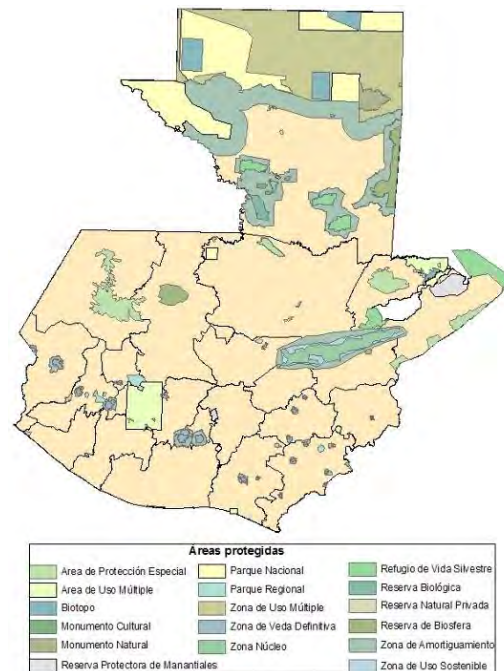 Areas protegidas
Area de Protección Especial
Area de Uso Múltiple
Biotopo
Monumento Cultural
Monumento Natural
Reserva Protectora de Manantiales
Parque Nacional
Parque Regional
Zona de Uso Múltiple
Zona de Veda Definitiva
Zona Núcleo
Refugio de Vida Silvestre
Reserva Biológica
Reserva Natural Privada
Reserva de Biosfera
Zona de Amortiguamiento
Zona de Uso Sostenible